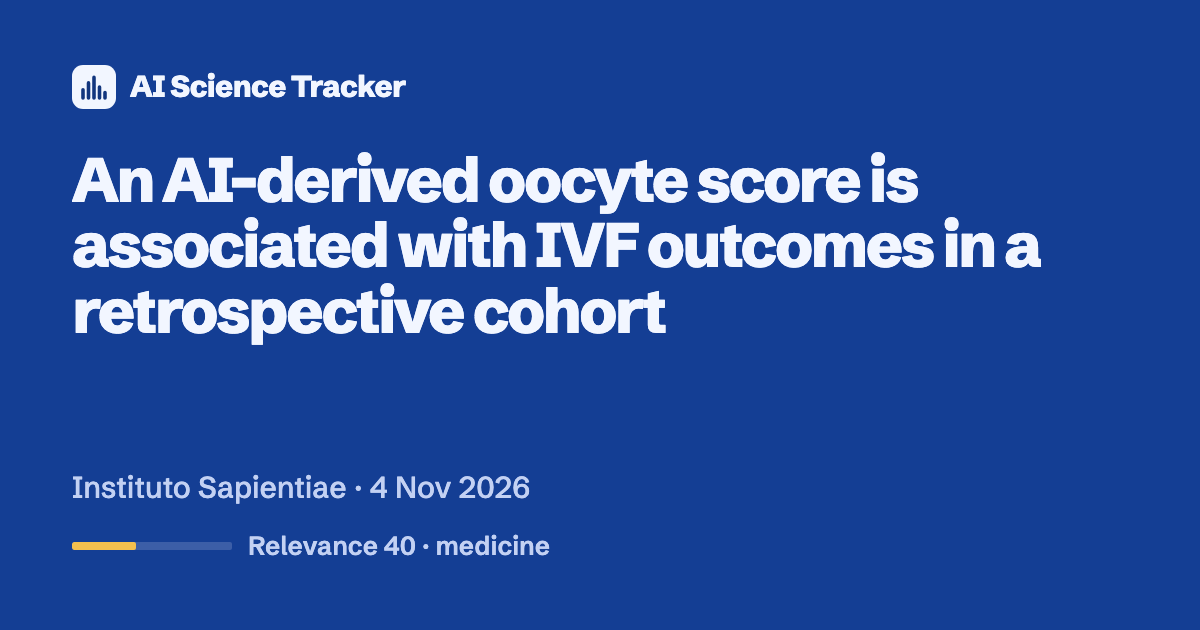 AI Science Tracker
An AI-derived oocyte score is
associated with IVF outcomes in a
retrospective cohort
Instituto Sapientiae · 4 Nov 2026
Relevance 40 · medicine